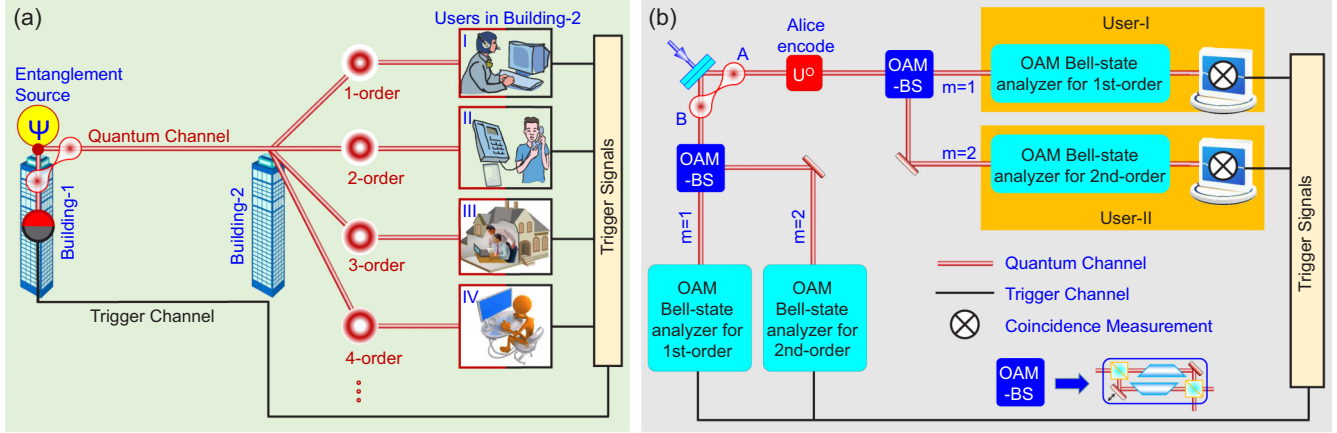 (a)
Users in Building-2
Entanglement
Source
Ψ
Quantum Channel
Building-1
Building-2
Trigger Channel
1-order
2-order
3-order
4-order
I
II
III
IV
Trigger Signals
(b)
A
B
Alice
encode
U^O
OAM
-BS
m=1
m=2
User-I
OAM Bell-state
analyzer for 1st-order
OAM Bell-state
analyzer for 2nd-order
User-II
OAM
-BS
m=1
m=2
OAM
Bell-state
analyzer for
1st-order
OAM
Bell-state
analyzer for
2nd-order
Quantum Channel
Trigger Channel
Coincidence Measurement
OAM
-BS
Trigger Signals